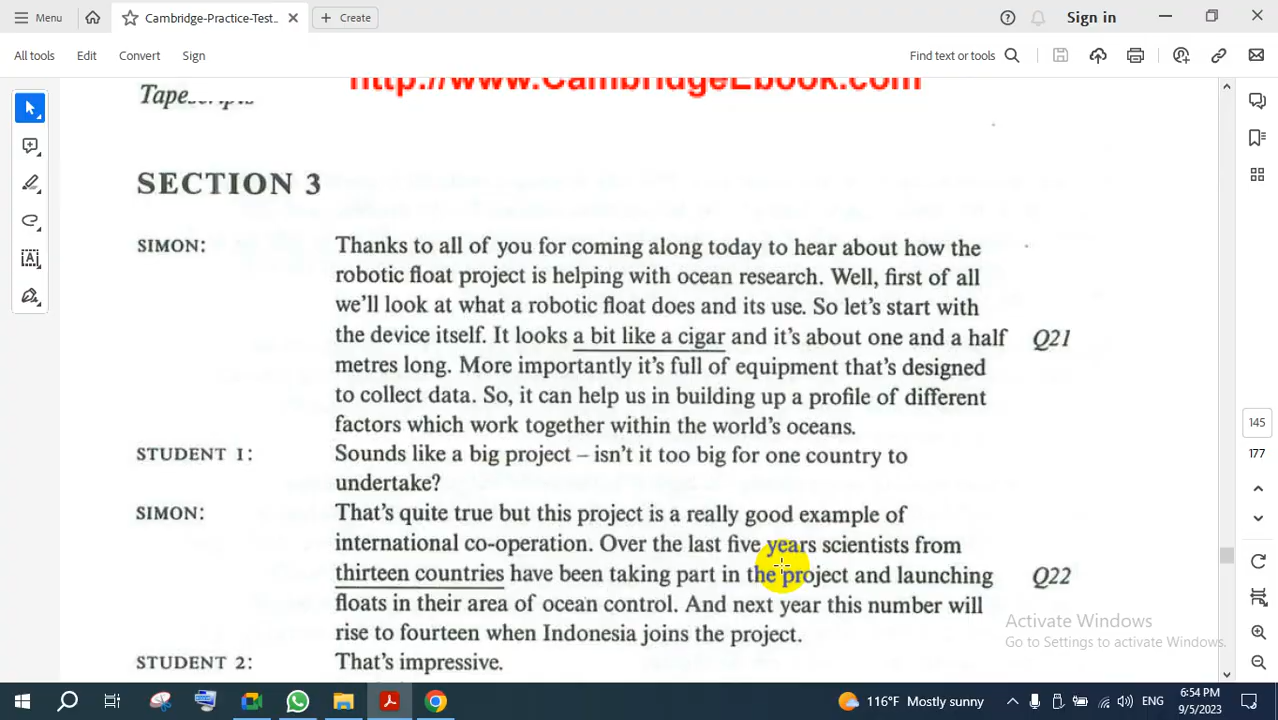 Menu
Cambridge-Practice-Test..
Create
Sign in
All tools
Edit
Convert
Sign
Find text or tools
http://www.CambridgeEbook.com
Tapescripts
SECTION 3
SIMON: Thanks to all of you for coming along today to hear about how the
robotic float project is helping with ocean research. Well, first of all
we'll look at what a robotic float does and its use. So let's start with
the device itself. It looks a bit like a cigar and it's about one and a half Q21
metres long. More importantly it's full of equipment that's designed
to collect data. So, it can help us in building up a profile of different
factors which work together within the world's oceans.
STUDENT 1: Sounds like a big project – isn't it too big for one country to
undertake?
SIMON: That's quite true but this project is a really good example of
international co-operation. Over the last five years scientists from
thirteen countries have been taking part in the project and launching Q22
floats in their area of ocean control. And next year this number will
rise to fourteen when Indonesia joins the project.
STUDENT 2: That's impressive.
145
177
Activate Windows
Go to Settings to activate Windows.
116°F Mostly sunny
ENG
6:54 PM
9/5/2023